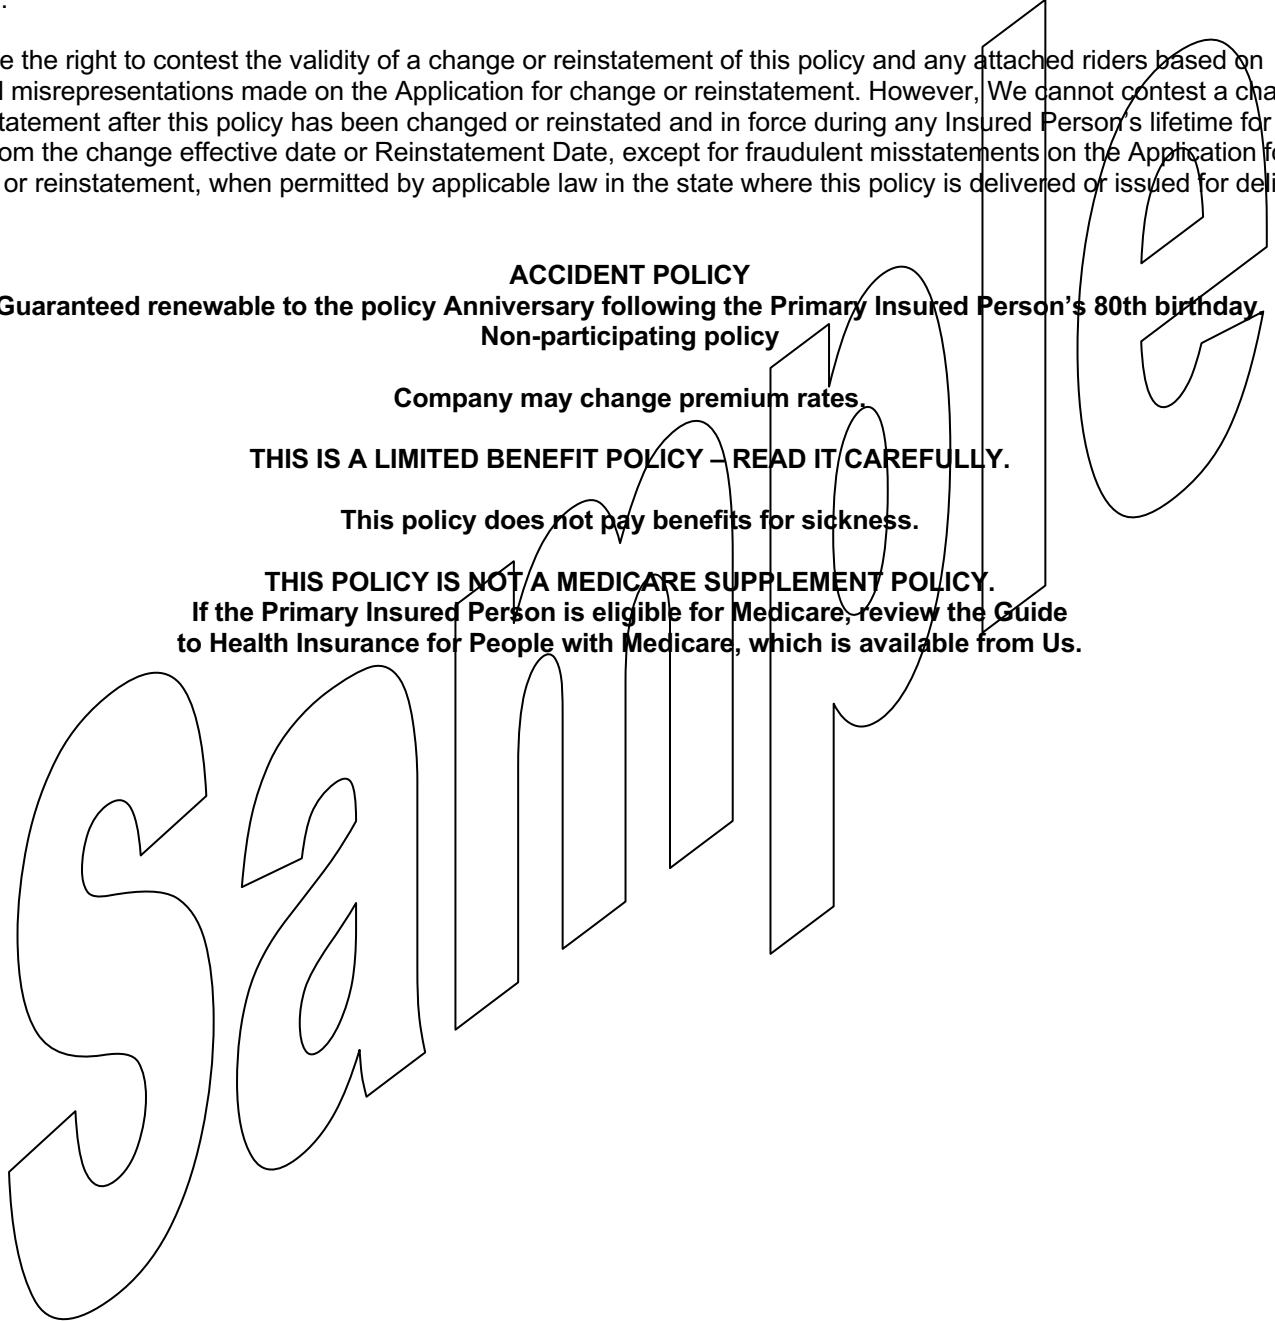 .
e the right to contest the validity of a change or reinstatement of this policy and any attached riders based on
misrepresentations made on the Application for change or reinstatement. However, We cannot contest a cha
tatement after this policy has been changed or reinstated and in force during any Insured Person's lifetime for
om the change effective date or Reinstatement Date, except for fraudulent misstatements on the Application fo
or reinstatement, when permitted by applicable law in the state where this policy is delivered or issued for deli
ACCIDENT POLICY
Guaranteed renewable to the policy Anniversary following the Primary Insured Person's 80th birthday.
Non-participating policy
Company may change premium rates.
THIS IS A LIMITED BENEFIT POLICY – READ IT CAREFULLY.
This policy does not pay benefits for sickness.
THIS POLICY IS NOT A MEDICARE SUPPLEMENT POLICY.
If the Primary Insured Person is eligible for Medicare, review the Guide
to Health Insurance for People with Medicare, which is available from Us.
Sample